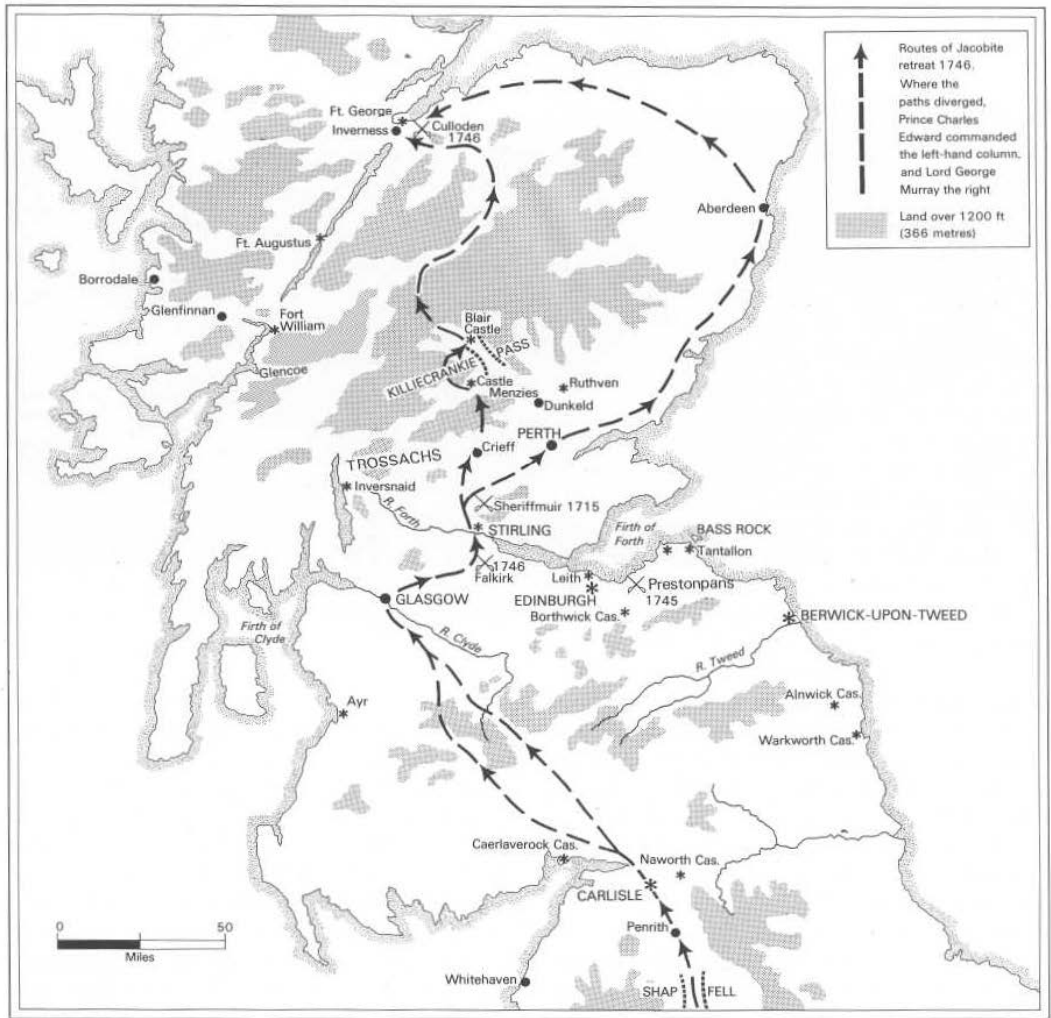 Routes of Jacobite
retreat 1746.
Where the
paths diverged,
Prince Charles
Edward commanded
the left-hand column,
and Lord George
Murray the right
Land over 1200 ft
(366 metres)
Ft. George
Inverness
Culloden
1746
Aberdeen
Ft. Augustus
Borrodale
Glenfinnan
Fort
William
Blair
Castle
KILLIECRANKIE PASS
Glencoe
Castle
Menzies
Ruthven
Dunkeld
PERTH
Crieff
TROSSACHS
Inversnaid
R. Forth
Sheriffmuir 1715
STIRLING
Firth of
Forth
BASS ROCK
Tantallon
1746
Falkirk
Leith
EDINBURGH
Prestonpans
1745
Borthwick Cas.
GLASGOW
BERWICK-UPON-TWEED
Firth of
Clyde
R. Clyde
R. Tweed
Alnwick Cas.
Ayr
Warkworth Cas.
Caerlaverock Cas.
Naworth Cas.
CARLISLE
0 50
Miles
Penrith
Whitehaven
SHAP FELL